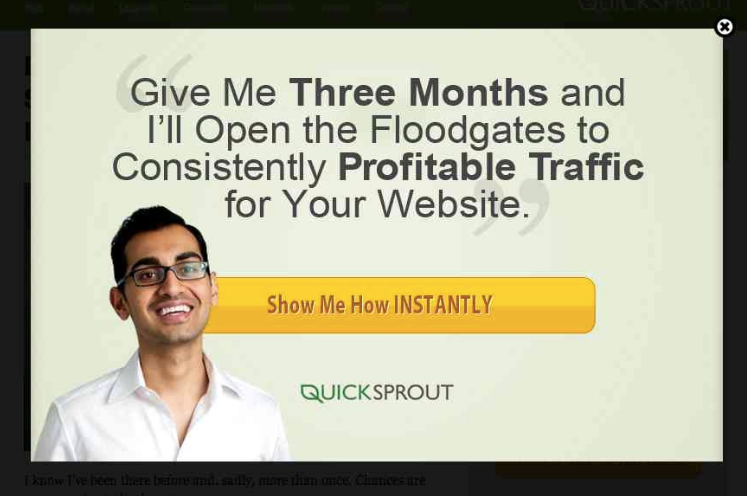 QUICKSPROUT
Give Me Three Months and
I'll Open the Floodgates to
Consistently Profitable Traffic
for Your Website.
Show Me How INSTANTLY
QUICKSPROUT
I know I've been there before and, sadly, more than once. Chances are